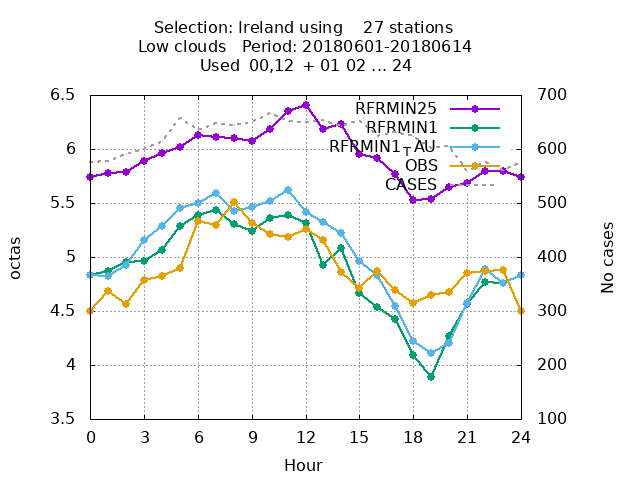 Selection: Ireland using 27 stations
Low clouds Period: 20180601-20180614
Used 00,12 + 01 02 ... 24
6.5
6
5.5
5
4.5
4
3.5
octas
700
600
500
400
300
200
100
No cases
RFRMIN25
RFRMIN1
RFRMIN1_AU
OBS
CASES
0 3 6 9 12 15 18 21 24
Hour